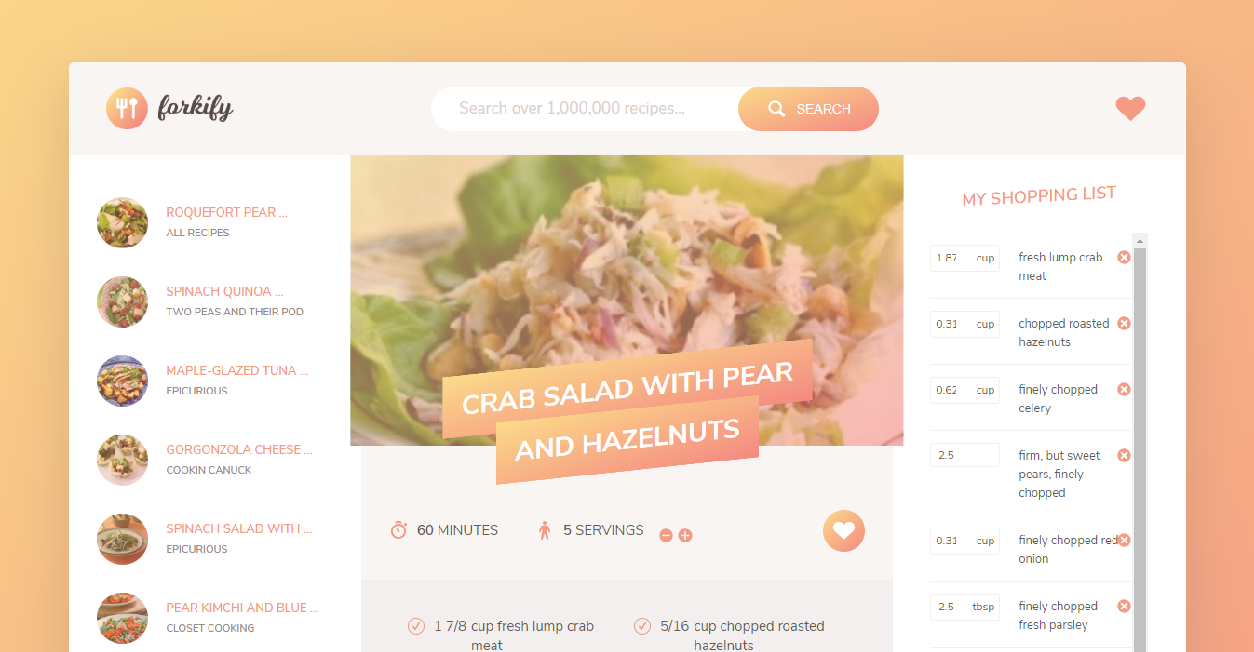 forkify
Search over 1,000,000 recipes...
SEARCH
ROQUEFORT PEAR ...
ALL RECIPES
SPINACH QUINOA ...
TWO PEAS AND THEIR POD
MAPLE-GLAZED TUNA ...
EPICURIOUS
GORGONZOLA CHEESE ...
COOKIN CANUCK
SPINACH SALAD WITH ...
EPICURIOUS
PEAR KIMCHI AND BLUE ...
CLOSET COOKING
CRAB SALAD WITH PEAR
AND HAZELNUTS
60 MINUTES
5 SERVINGS
1 7/8 cup fresh lump crab
meat
5/16 cup chopped roasted
hazelnuts
MY SHOPPING LIST
1.87 cup fresh lump crab
meat
0.31 cup chopped roasted
hazelnuts
0.62 cup finely chopped
celery
2.5 firm, but sweet
pears, finely
chopped
0.31 cup finely chopped red
onion
2.5 tbsp finely chopped
fresh parsley